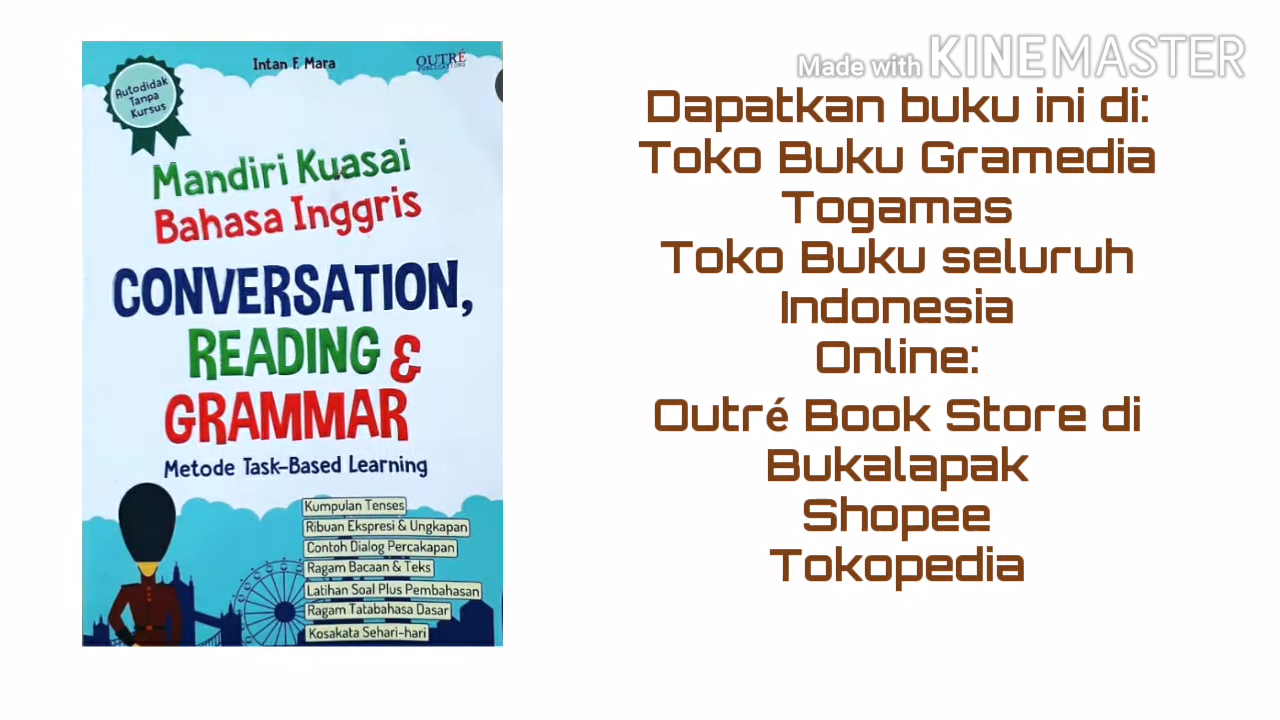 Intan F. Mara
OUTRÉ
PUBLICATIONS
Autodidak
Tanpa
Kursus
Mandiri Kuasai
Bahasa Inggris
CONVERSATION,
READING &
GRAMMAR
Metode Task-Based Learning
Kumpulan Tenses
Ribuan Ekspresi & Ungkapan
Contoh Dialog Percakapan
Ragam Bacaan & Teks
Latihan Soal Plus Pembahasan
Ragam Tatabahasa Dasar
Kosakata Sehari-hari
Made with KINEMASTER
Dapatkan buku ini di:
Toko Buku Gramedia
Togamas
Toko Buku seluruh
Indonesia
Online:
Outré Book Store di
Bukalapak
Shopee
Tokopedia